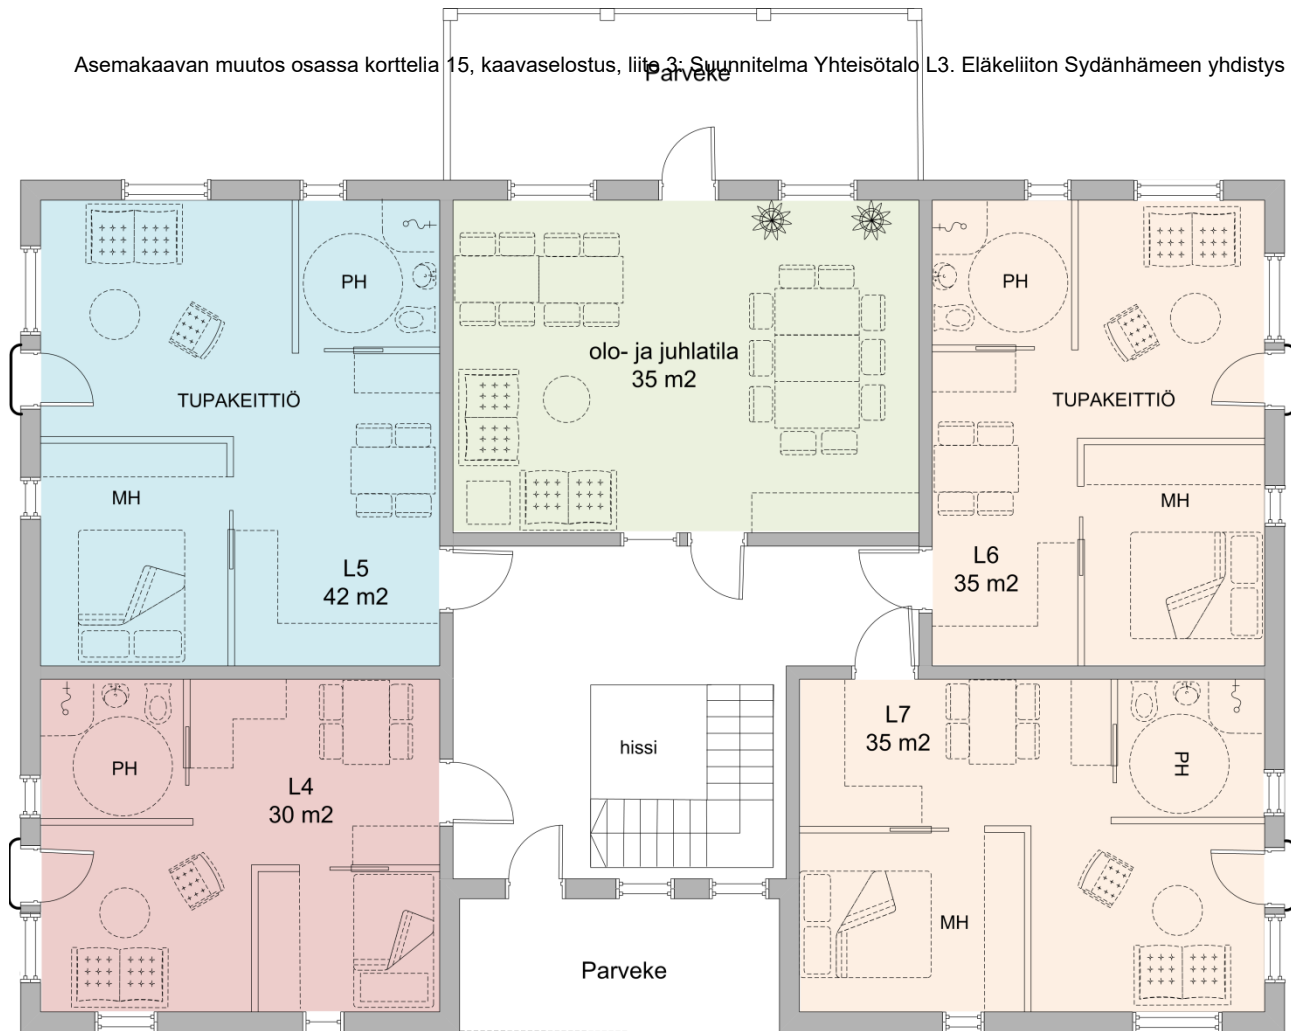 Asemakaavan muutos osassa korttelia 15, kaavaselostus, liite 3: Suunnitelma Yhteisötalo L3. Eläkeliiton Sydänhämeen yhdistys
Parveke
PH
PH
olo- ja juhlatila
35 m2
TUPAKEITTIÖ
TUPAKEITTIÖ
MH
MH
L5
42 m2
L6
35 m2
L7
35 m2
hissi
PH
PH
L4
30 m2
MH
Parveke